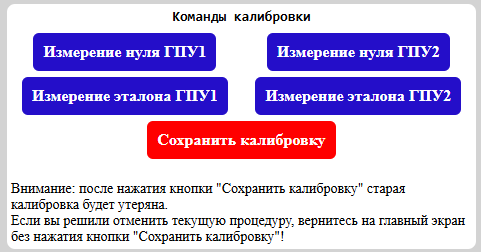 Команды калибровки
Измерение нуля ГПУ1
Измерение нуля ГПУ2
Измерение эталона ГПУ1
Измерение эталона ГПУ2
Сохранить калибровку
Внимание: после нажатия кнопки "Сохранить калибровку" старая
калибровка будет утеряна.
Если вы решили отменить текущую процедуру, вернитесь на главный экран
без нажатия кнопки "Сохранить калибровку"!